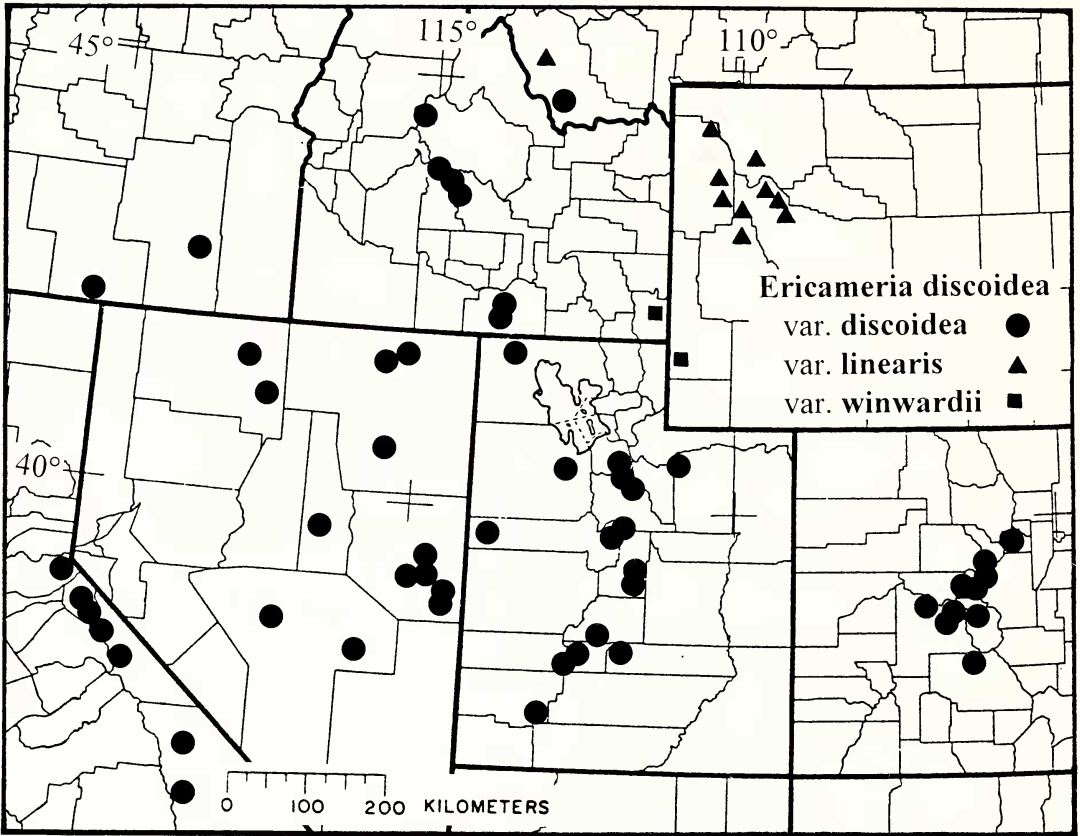 45°
115°
110°
Ericameria discoidea
var. discoidea
var. linearis
var. winwardii
40°
0 100 200 KILOMETERS